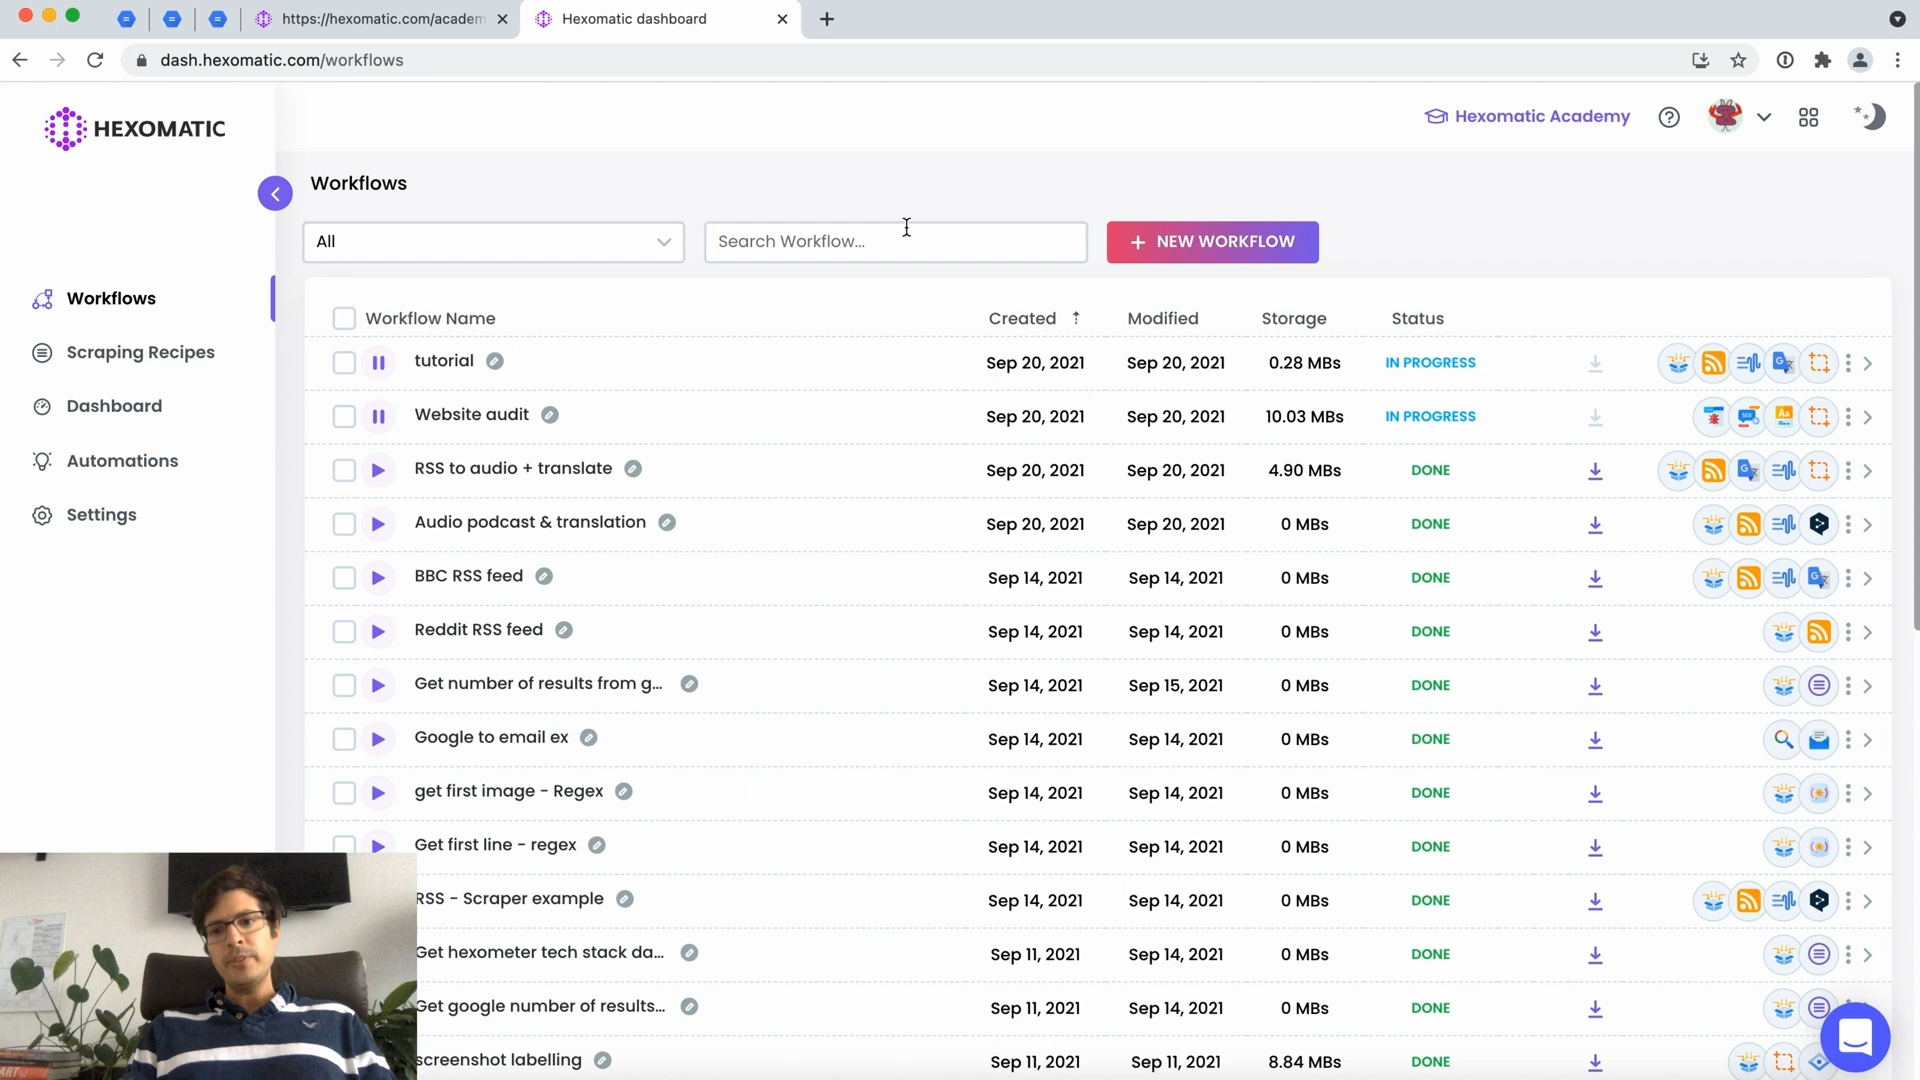 https://hexomatic.com/academ
Hexomatic dashboard
dash.hexomatic.com/workflows
HEXOMATIC
Hexomatic Academy
Workflows
All
Search Workflow...
+ NEW WORKFLOW
Workflows
Scraping Recipes
Dashboard
Automations
Settings
Workflow Name Created Modified Storage Status
tutorial Sep 20, 2021 Sep 20, 2021 0.28 MBs IN PROGRESS
Website audit Sep 20, 2021 Sep 20, 2021 10.03 MBs IN PROGRESS
RSS to audio + translate Sep 20, 2021 Sep 20, 2021 4.90 MBs DONE
Audio podcast & translation Sep 20, 2021 Sep 20, 2021 0 MBs DONE
BBC RSS feed Sep 14, 2021 Sep 14, 2021 0 MBs DONE
Reddit RSS feed Sep 14, 2021 Sep 14, 2021 0 MBs DONE
Get number of results from g... Sep 14, 2021 Sep 15, 2021 0 MBs DONE
Google to email ex Sep 14, 2021 Sep 14, 2021 0 MBs DONE
get first image - Regex Sep 14, 2021 Sep 14, 2021 0 MBs DONE
Get first line - regex Sep 14, 2021 Sep 14, 2021 0 MBs DONE
RSS - Scraper example Sep 14, 2021 Sep 14, 2021 0 MBs DONE
Get hexometer tech stack da... Sep 11, 2021 Sep 14, 2021 0 MBs DONE
Get google number of results... Sep 11, 2021 Sep 14, 2021 0 MBs DONE
screenshot labelling Sep 11, 2021 Sep 11, 2021 8.84 MBs DONE